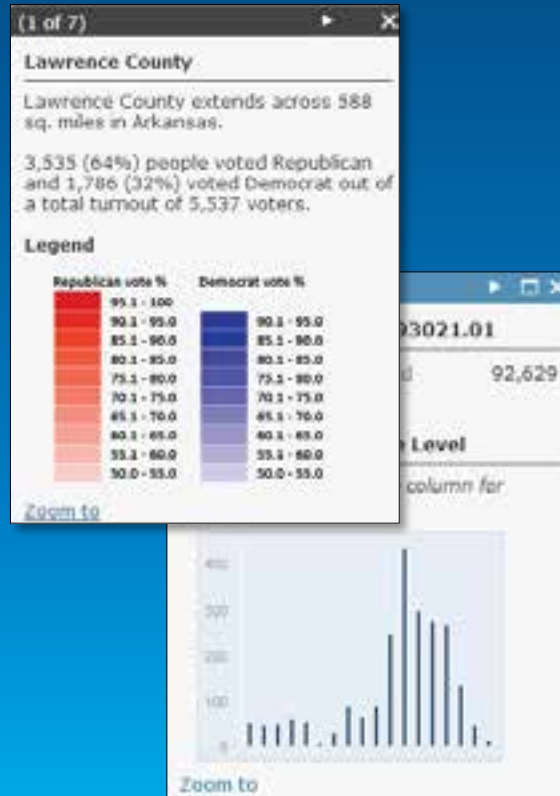 (1 of 7)
Lawrence County
Lawrence County extends across 588
sq. miles in Arkansas.
3,535 (64%) people voted Republican
and 1,786 (32%) voted Democrat out of
a total turnout of 5,537 voters.
Legend
Republican vote % Democrat vote %
95.1 - 100
90.1 - 95.0 90.1 - 95.0
85.1 - 90.0 85.1 - 90.0
80.1 - 85.0 80.1 - 85.0
75.1 - 80.0 75.1 - 80.0
70.1 - 75.0 70.1 - 75.0
65.1 - 70.0 65.1 - 70.0
60.1 - 65.0 60.1 - 65.0
55.1 - 60.0 55.1 - 60.0
50.0 - 55.0 50.0 - 55.0
Zoom to
93021.01
92,629
Level
column for
400
300
200
100
0
Zoom to